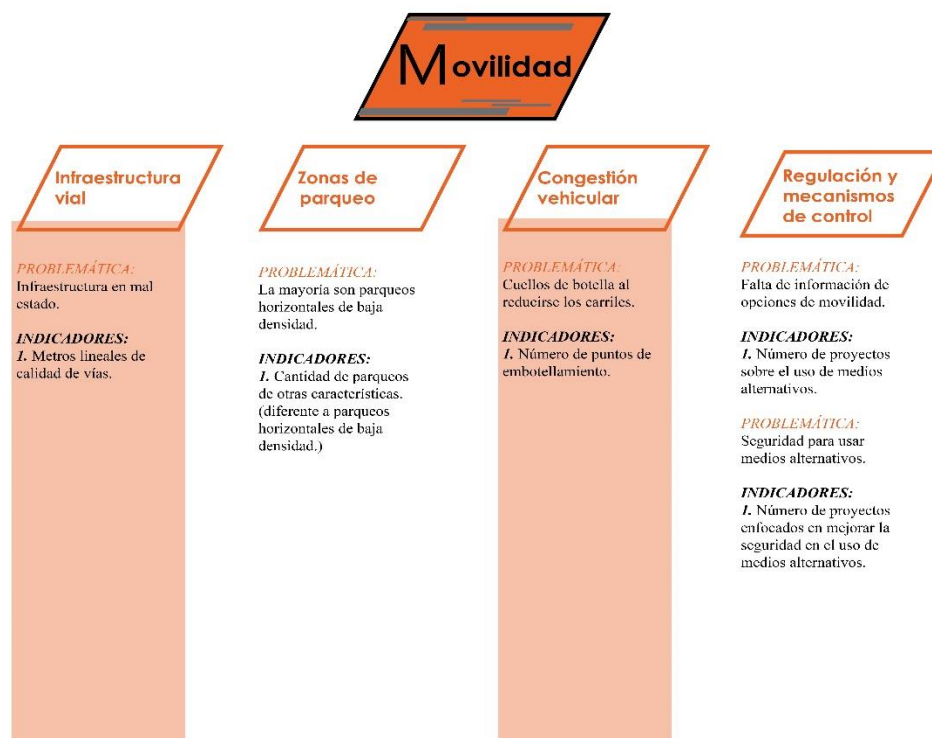 Movilidad
Infraestructura
vial
PROBLEMÁTICA:
Infraestructura en mal
estado.
INDICADORES:
1. Metros lineales de
calidad de vías.
Zonas de
parqueo
PROBLEMÁTICA:
La mayoría son parqueos
horizontales de baja
densidad.
INDICADORES:
1. Cantidad de parqueos
de otras características.
(diferente a parqueos
horizontales de baja
densidad.)
Congestión
vehicular
PROBLEMÁTICA:
Cuellos de botella al
reducirse los carriles.
INDICADORES:
1. Número de puntos de
embotellamiento.
Regulación y
mecanismos
de control
PROBLEMÁTICA:
Falta de información de
opciones de movilidad.
INDICADORES:
1. Número de proyectos
sobre el uso de medios
alternativos.
PROBLEMÁTICA:
Seguridad para usar
medios alternativos.
INDICADORES:
1. Número de proyectos
enfocados en mejorar la
seguridad en el uso de
medios alternativos.